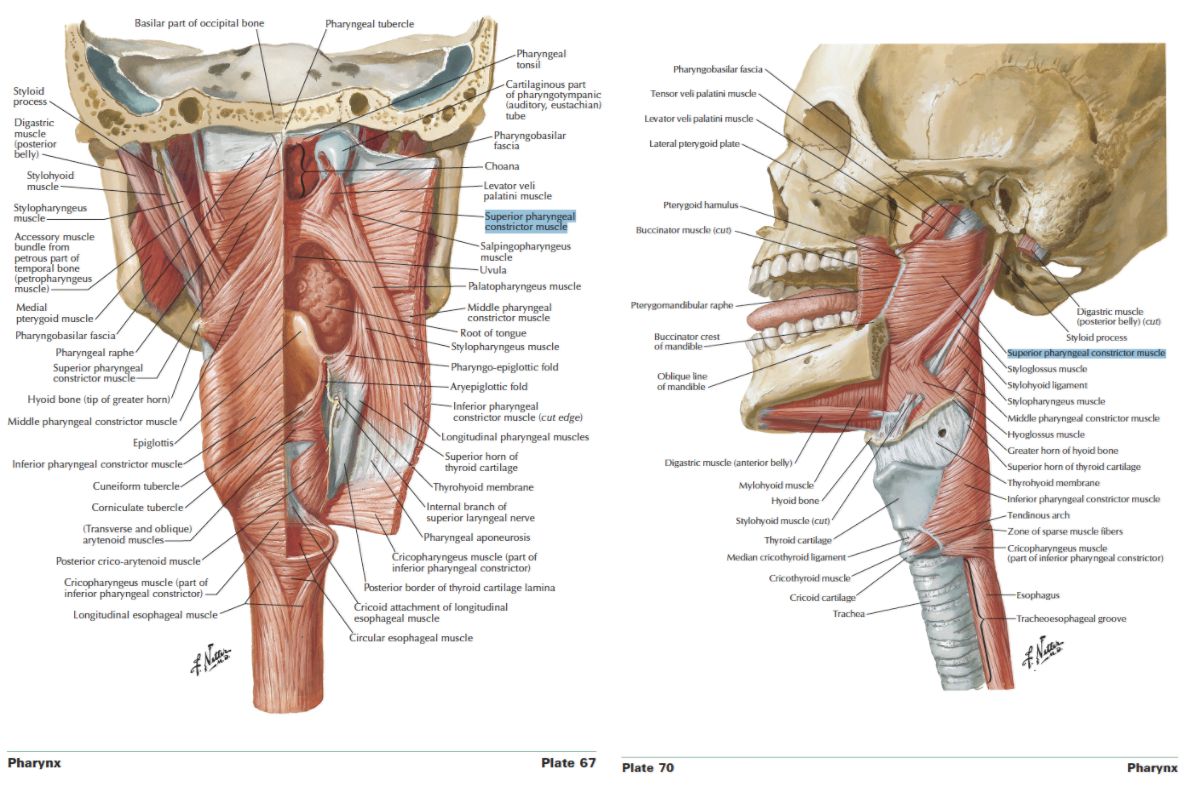 Basilar part of occipital bone
Pharyngeal tubercle
Styloid
process
Digastric
muscle
(posterior
belly)
Stylohyoid
muscle
Stylopharyngeus
muscle
Accessory muscle
bundle from
petrous part of
temporal bone
(petropharyngeus
muscle)
Medial
pterygoid muscle
Pharyngobasilar fascia
Pharyngeal raphe
Superior pharyngeal
constrictor muscle
Hyoid bone (tip of greater horn)
Middle pharyngeal constrictor muscle
Epiglottis
Inferior pharyngeal constrictor muscle
Cuneiform tubercle
Corniculate tubercle
(Transverse and oblique)
arytenoid muscles
Posterior crico-arytenoid muscle
Cricopharyngeus muscle (part of
inferior pharyngeal constrictor)
Longitudinal esophageal muscle
Pharyngeal
tonsil
Cartilaginous part
of pharyngotympanic
(auditory, eustachian)
tube
Pharyngobasilar
fascia
Choana
Levator veli
palatini muscle
Superior pharyngeal
constrictor muscle
Salpingopharyngeus
muscle
Uvula
Palatopharyngeus muscle
Middle pharyngeal
constrictor muscle
Root of tongue
Stylopharyngeus muscle
Pharyngo-epiglottic fold
Aryepiglottic fold
Inferior pharyngeal
constrictor muscle (cut edge)
Longitudinal pharyngeal muscles
Superior horn of
thyroid cartilage
Thyrohyoid membrane
Internal branch of
superior laryngeal nerve
Pharyngeal aponeurosis
Cricopharyngeus muscle (part of
inferior pharyngeal constrictor)
Posterior border of thyroid cartilage lamina
Cricoid attachment of longitudinal
esophageal muscle
Circular esophageal muscle
F. Netter
M.D.
Pharynx
Plate 67
Pharyngobasilar fascia
Tensor veli palatini muscle
Levator veli palatini muscle
Lateral pterygoid plate
Pterygoid hamulus
Buccinator muscle (cut)
Pterygomandibular raphe
Buccinator crest
of mandible
Oblique line
of mandible
Digastric muscle (anterior belly)
Mylohyoid muscle
Hyoid bone
Stylohyoid muscle (cut)
Thyroid cartilage
Median cricothyroid ligament
Cricothyroid muscle
Cricoid cartilage
Trachea
Digastric muscle
(posterior belly) (cut)
Styloid process
Superior pharyngeal constrictor muscle
Styloglossus muscle
Stylohyoid ligament
Stylopharyngeus muscle
Middle pharyngeal constrictor muscle
Hyoglossus muscle
Greater horn of hyoid bone
Superior horn of thyroid cartilage
Thyrohyoid membrane
Inferior pharyngeal constrictor muscle
Tendinous arch
Zone of sparse muscle fibers
Cricopharyngeus muscle
(part of inferior pharyngeal constrictor)
Esophagus
Tracheoesophageal groove
F. Netter
M.D.
Plate 70
Pharynx